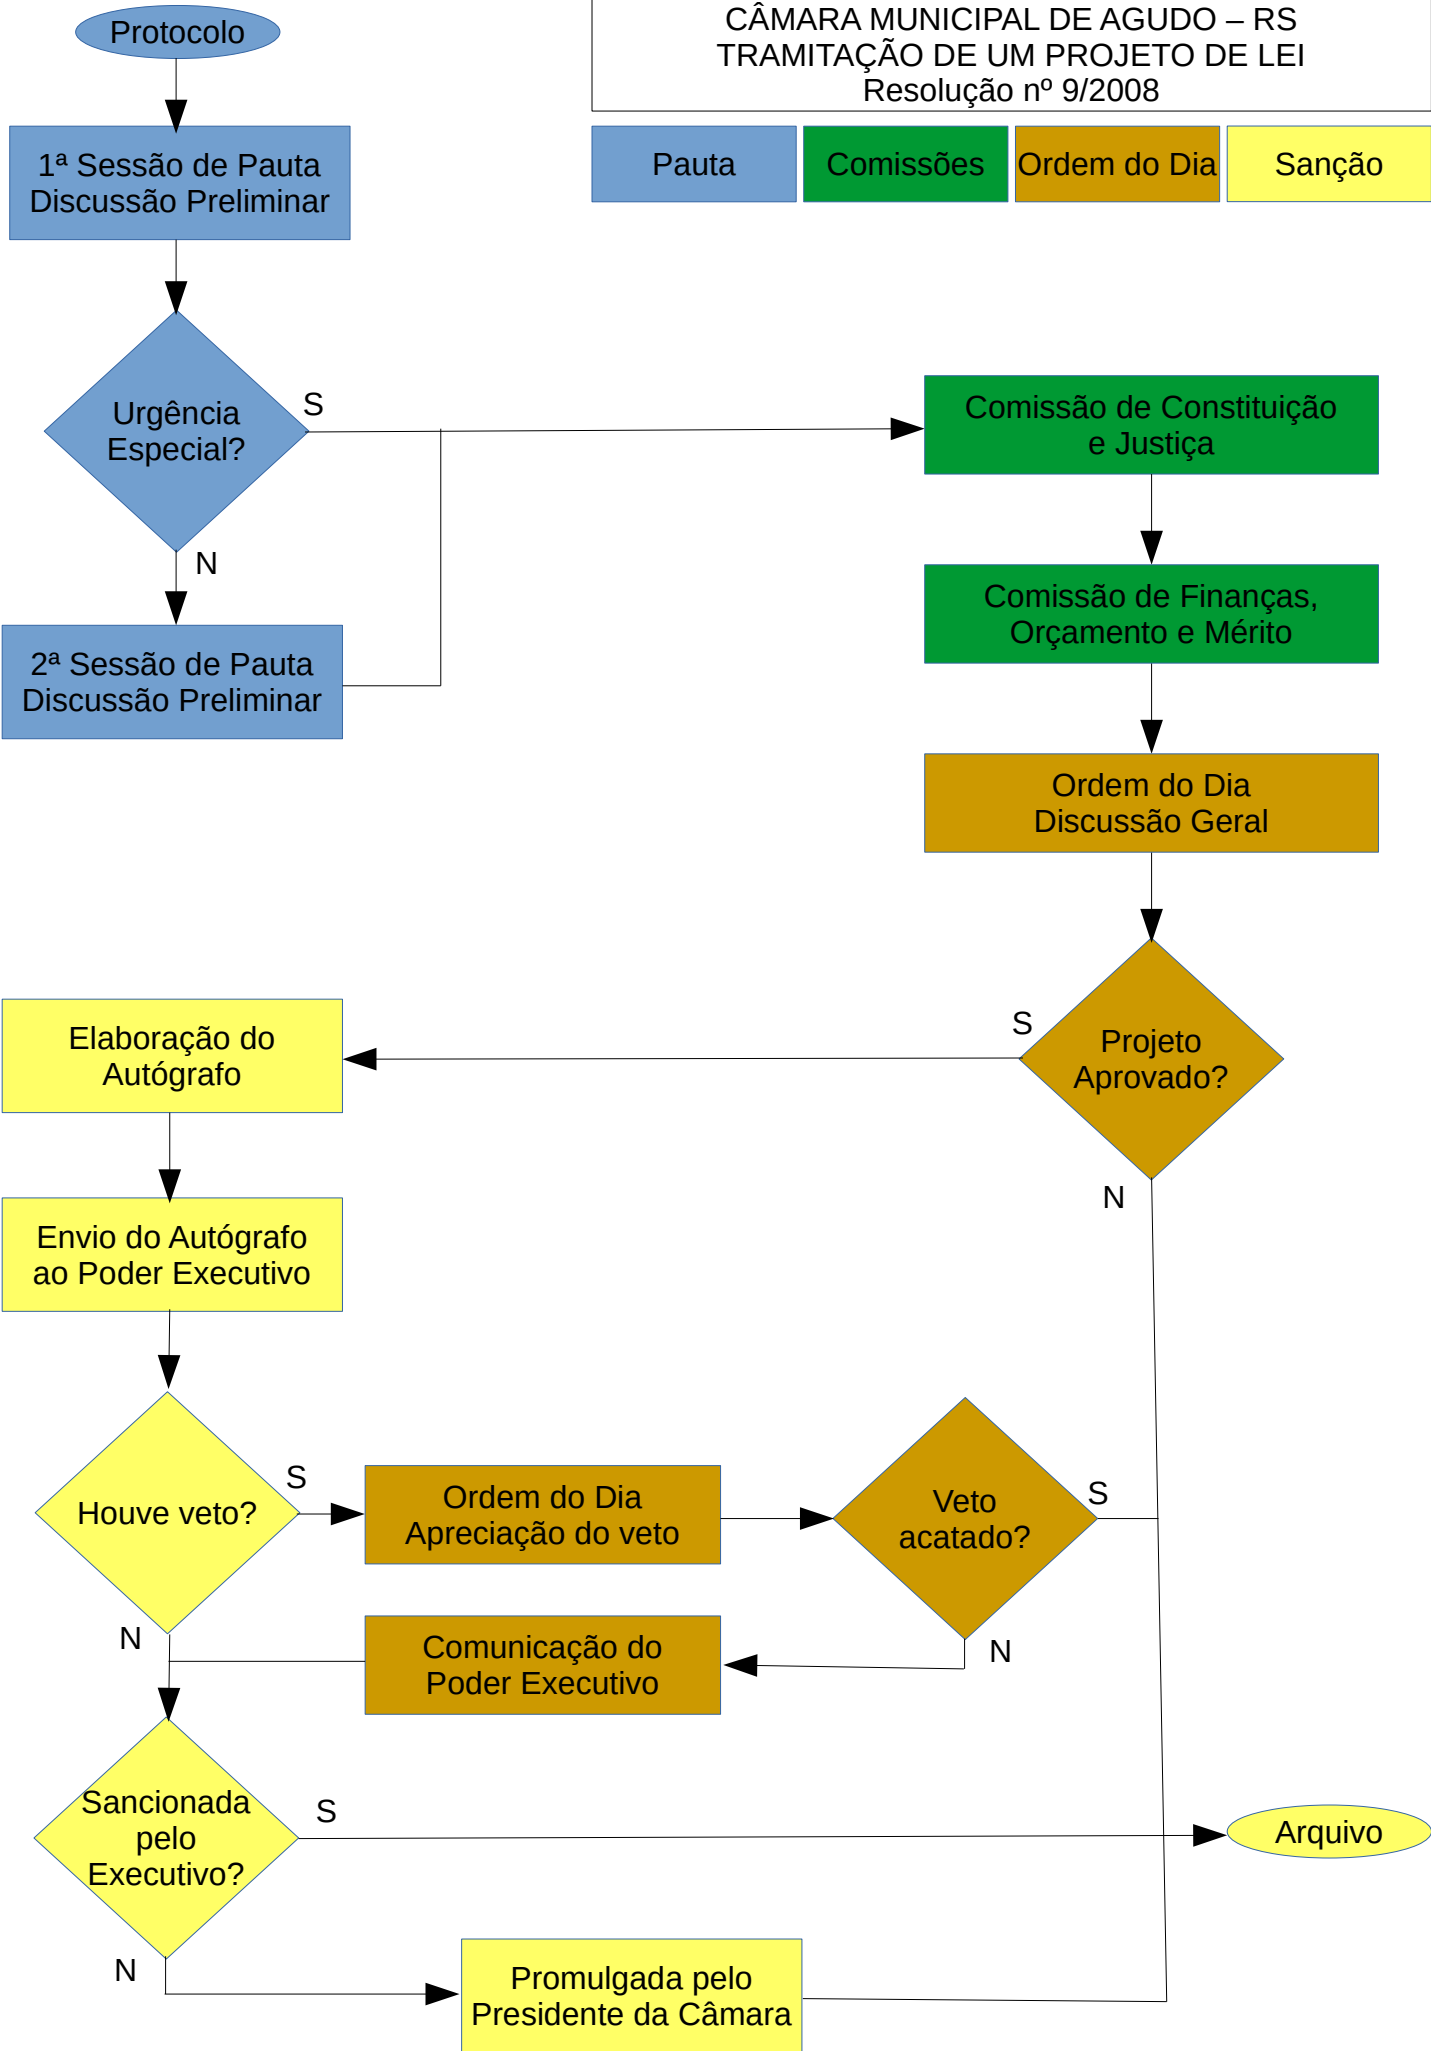 Protocolo
CÂMARA MUNICIPAL DE AGUDO – RS
TRAMITAÇÃO DE UM PROJETO DE LEI
Resolução nº 9/2008
Pauta
Comissões
Ordem do Dia
Sanção
1ª Sessão de Pauta
Discussão Preliminar
Urgência
Especial?
S
N
2ª Sessão de Pauta
Discussão Preliminar
Comissão de Constituição
e Justiça
Comissão de Finanças,
Orçamento e Mérito
Ordem do Dia
Discussão Geral
Projeto
Aprovado?
S
N
Elaboração do
Autógrafo
Envio do Autógrafo
ao Poder Executivo
Houve veto?
S
N
Ordem do Dia
Apreciação do veto
Veto
acatado?
S
N
Comunicação do
Poder Executivo
Sancionada
pelo
Executivo?
S
N
Arquivo
Promulgada pelo
Presidente da Câmara